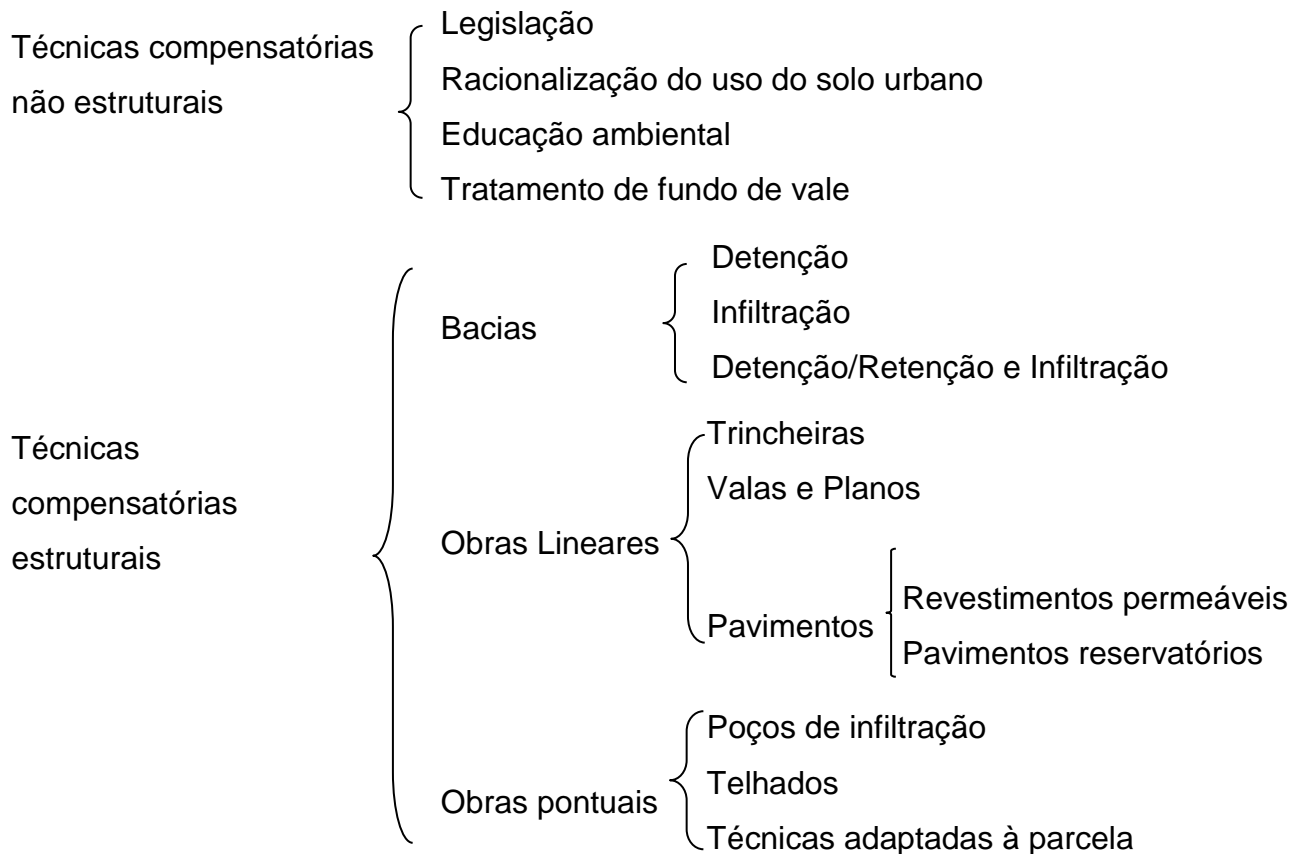 Técnicas compensatórias
não estruturais
Legislação
Racionalização do uso do solo urbano
Educação ambiental
Tratamento de fundo de vale
Técnicas
compensatórias
estruturais
Bacias
Detenção
Infiltração
Detenção/Retenção e Infiltração
Obras Lineares
Trincheiras
Valas e Planos
Pavimentos
Revestimentos permeáveis
Pavimentos reservatórios
Obras pontuais
Poços de infiltração
Telhados
Técnicas adaptadas à parcela